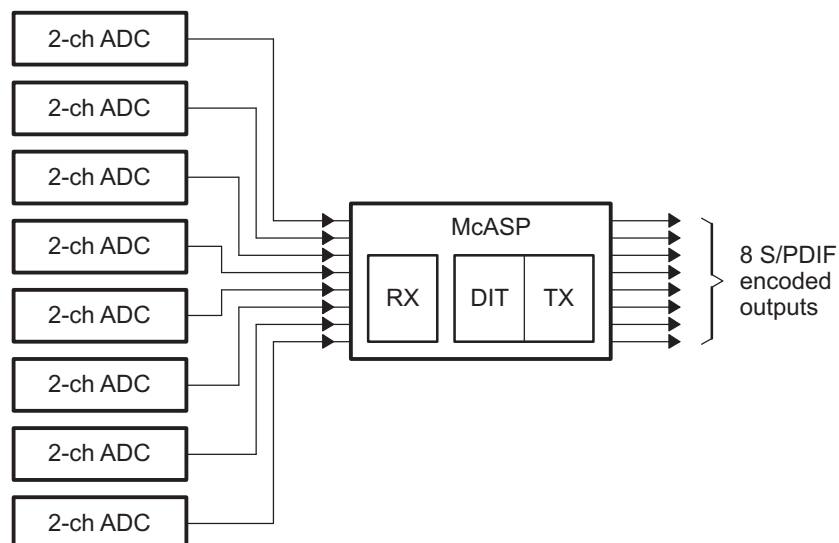 2-ch ADC
2-ch ADC
2-ch ADC
2-ch ADC
2-ch ADC
2-ch ADC
2-ch ADC
2-ch ADC
McASP
RX
DIT
TX
8 S/PDIF
encoded
outputs